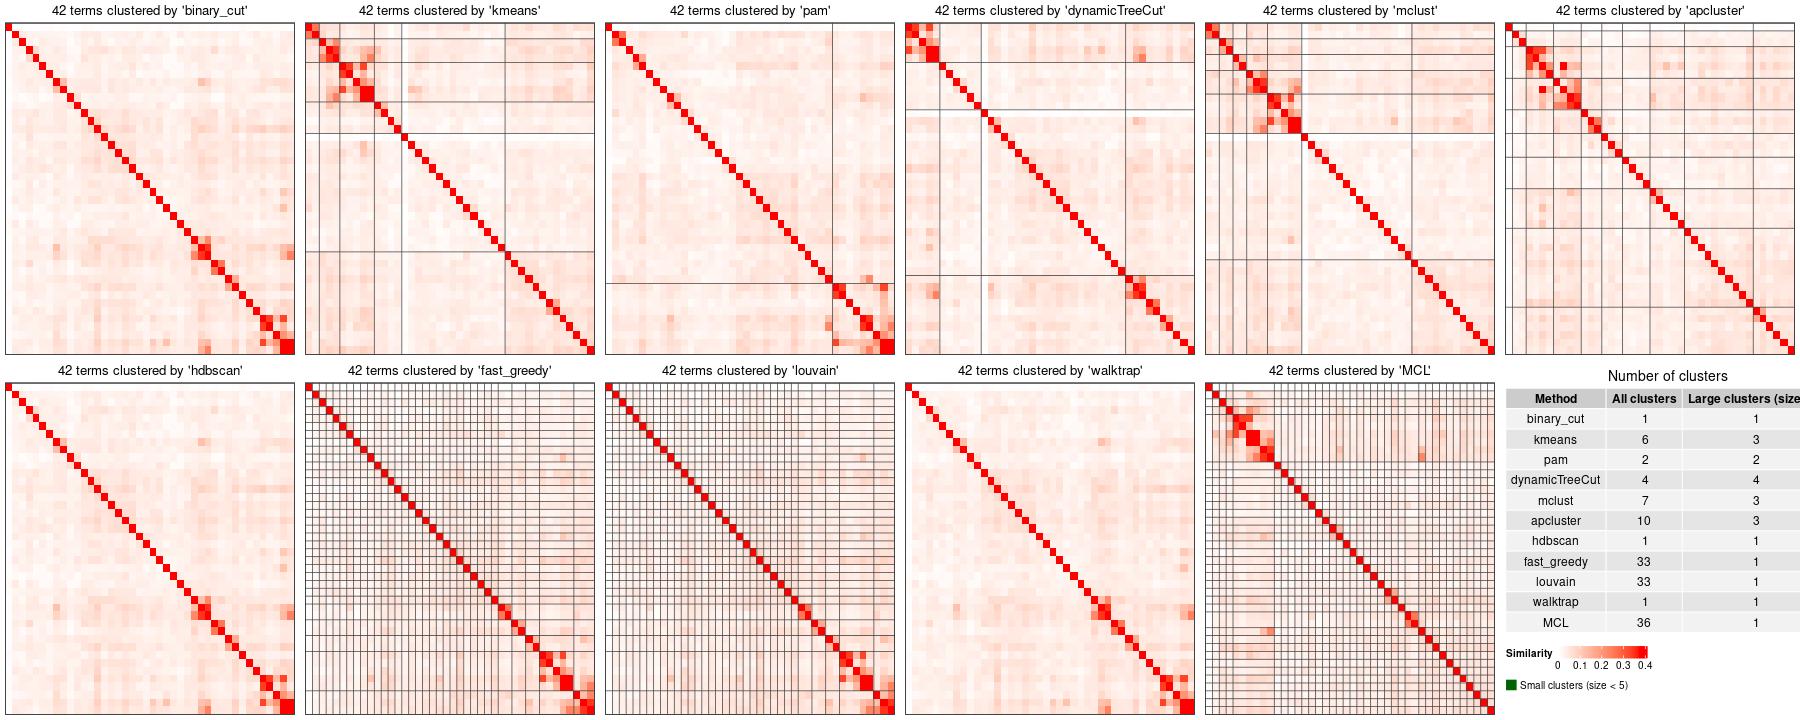 42 terms clustered by 'binary_cut'
42 terms clustered by 'kmeans'
42 terms clustered by 'pam'
42 terms clustered by 'dynamicTreeCut'
42 terms clustered by 'mclust'
42 terms clustered by 'apcluster'
42 terms clustered by 'hdbscan'
42 terms clustered by 'fast_greedy'
42 terms clustered by 'louvain'
42 terms clustered by 'walktrap'
42 terms clustered by 'MCL'
Number of clusters
Method All clusters Large clusters (size
binary_cut 1 1
kmeans 6 3
pam 2 2
dynamicTreeCut 4 4
mclust 7 3
apcluster 10 3
hdbscan 1 1
fast_greedy 33 1
louvain 33 1
walktrap 1 1
MCL 36 1
Similarity
0 0.1 0.2 0.3 0.4
Small clusters (size < 5)